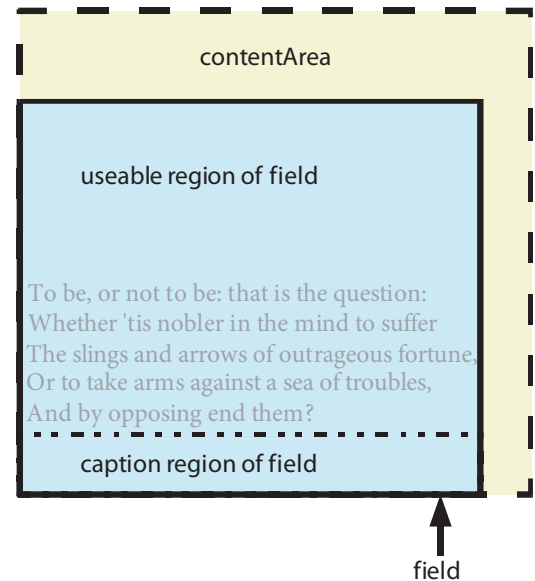 contentArea
useable region of field
To be, or not to be: that is the question:
Whether 'tis nobler in the mind to suffer
The slings and arrows of outrageous fortune,
Or to take arms against a sea of troubles,
And by opposing end them?
caption region of field
field